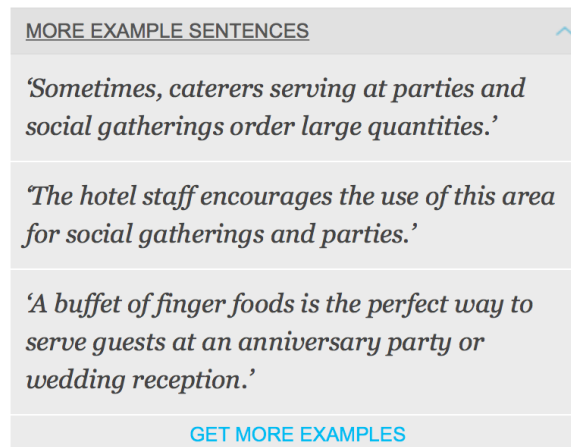 MORE EXAMPLE SENTENCES
‘Sometimes, caterers serving at parties and
social gatherings order large quantities.’
‘The hotel staff encourages the use of this area
for social gatherings and parties.’
‘A buffet of finger foods is the perfect way to
serve guests at an anniversary party or
wedding reception.’
GET MORE EXAMPLES